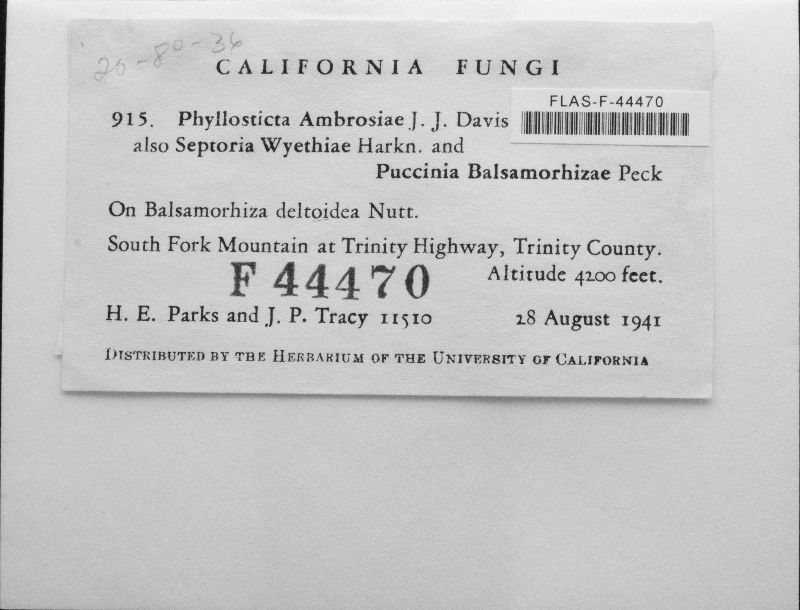 20-80-36
CALIFORNIA FUNGI
FLAS-F-44470
915. Phyllosticta Ambrosiae J. J. Davis
also Septoria Wyethiae Harkn. and
Puccinia Balsamorhizae Peck
On Balsamorhiza deltoidea Nutt.
South Fork Mountain at Trinity Highway, Trinity County.
F 44470
Altitude 4200 feet.
H. E. Parks and J. P. Tracy 11510 28 August 1941
DISTRIBUTED BY THE HERBARIUM OF THE UNIVERSITY OF CALIFORNIA